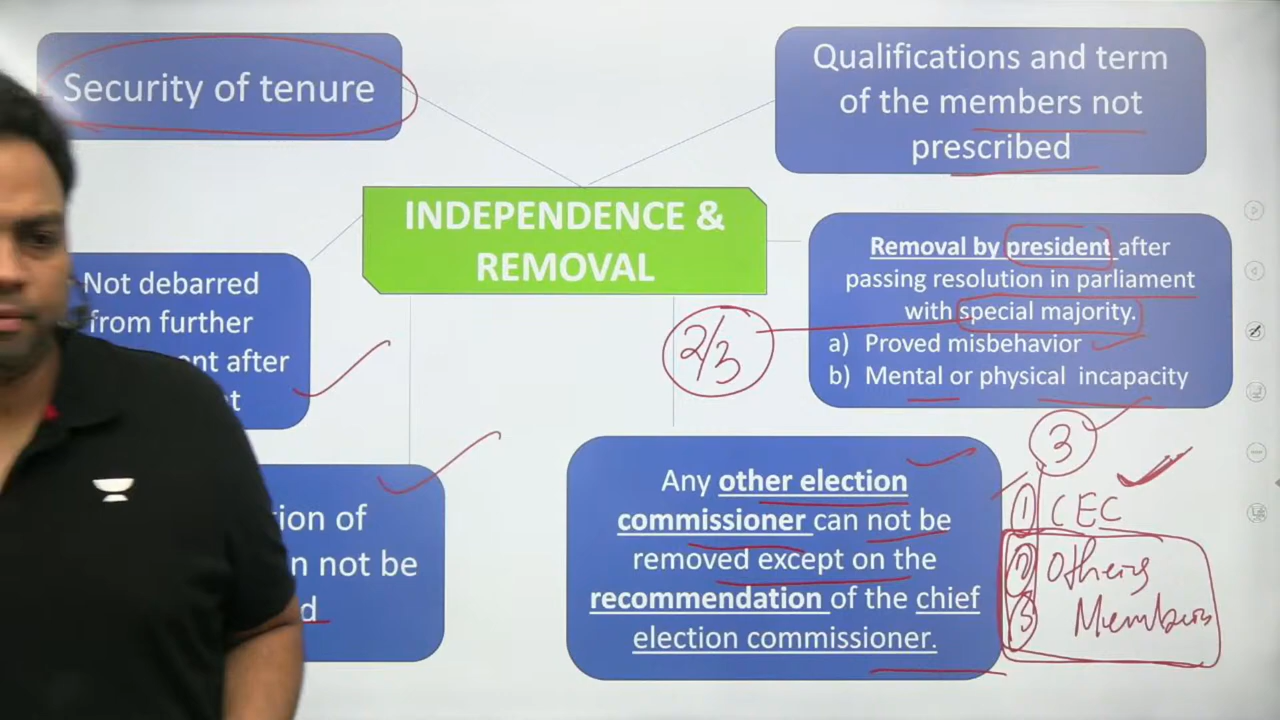 Security of tenure
Qualifications and term
of the members not
prescribed
INDEPENDENCE &
REMOVAL
Removal by president after
passing resolution in parliament
with special majority.
a) Proved misbehavior
b) Mental or physical incapacity
2/3
Not debarred
from further
after
3
1 CEC
2 Others
3 Members
Any other election
commissioner can not be
removed except on the
recommendation of the chief
election commissioner.
of
not be